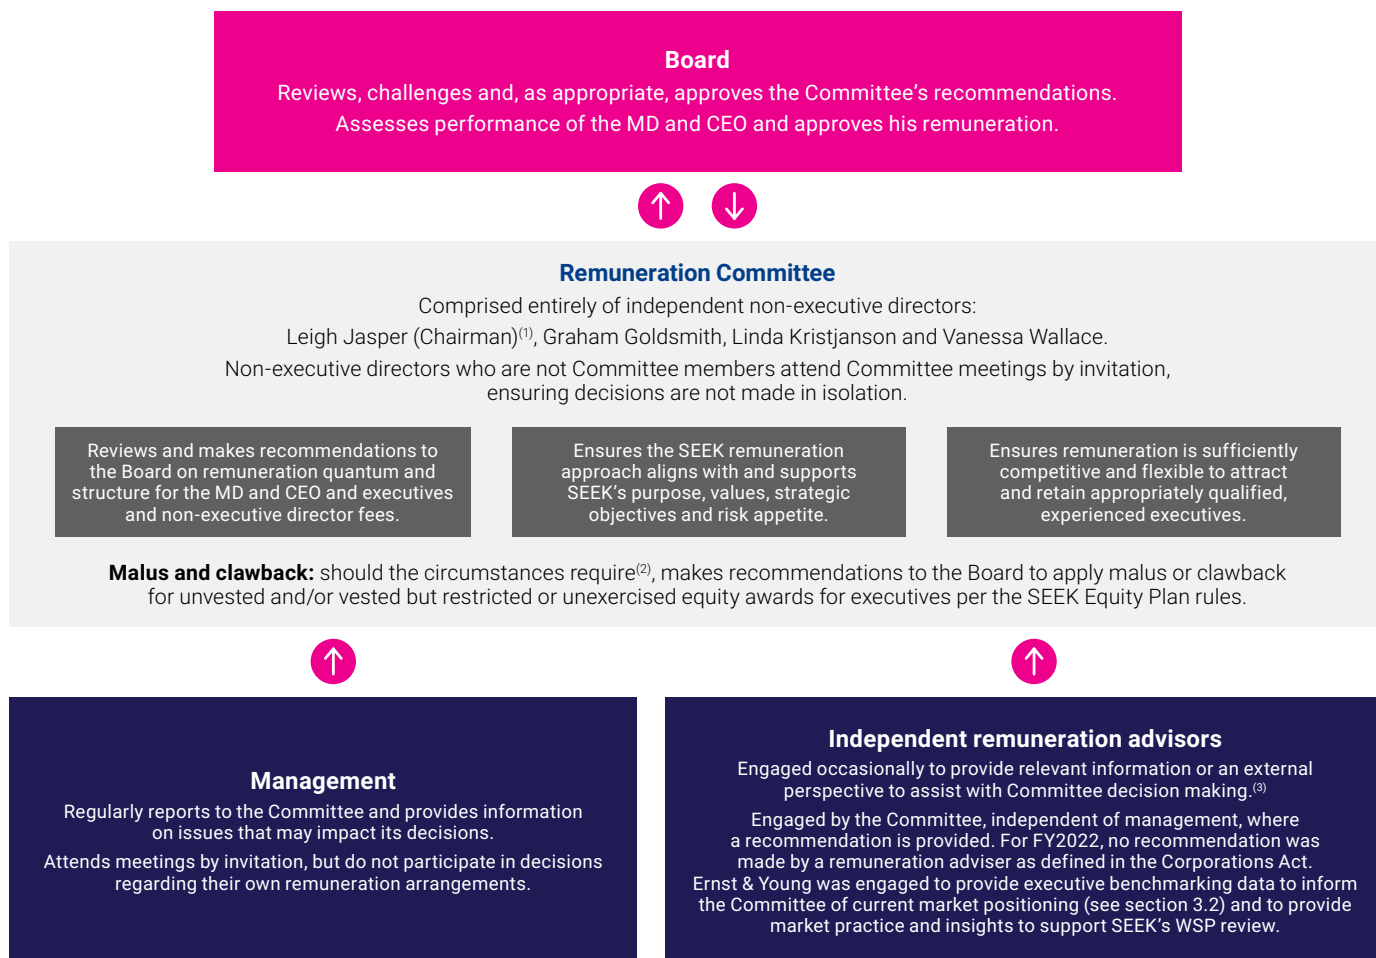 Board
Reviews, challenges and, as appropriate, approves the Committee's recommendations.
Assesses performance of the MD and CEO and approves his remuneration.
Remuneration Committee
Comprised entirely of independent non-executive directors:
Leigh Jasper (Chairman)(1), Graham Goldsmith, Linda Kristjanson and Vanessa Wallace.
Non-executive directors who are not Committee members attend Committee meetings by invitation,
ensuring decisions are not made in isolation.
Reviews and makes recommendations to
the Board on remuneration quantum and
structure for the MD and CEO and executives
and non-executive director fees.
Ensures the SEEK remuneration
approach aligns with and supports
SEEK's purpose, values, strategic
objectives and risk appetite.
Ensures remuneration is sufficiently
competitive and flexible to attract
and retain appropriately qualified,
experienced executives.
Malus and clawback: should the circumstances require(2), makes recommendations to the Board to apply malus or clawback
for unvested and/or vested but restricted or unexercised equity awards for executives per the SEEK Equity Plan rules.
Management
Regularly reports to the Committee and provides information
on issues that may impact its decisions.
Attends meetings by invitation, but do not participate in decisions
regarding their own remuneration arrangements.
Independent remuneration advisors
Engaged occasionally to provide relevant information or an external
perspective to assist with Committee decision making.(3)
Engaged by the Committee, independent of management, where
a recommendation is provided. For FY2022, no recommendation was
made by a remuneration adviser as defined in the Corporations Act.
Ernst & Young was engaged to provide executive benchmarking data to inform
the Committee of current market positioning (see section 3.2) and to provide
market practice and insights to support SEEK's WSP review.